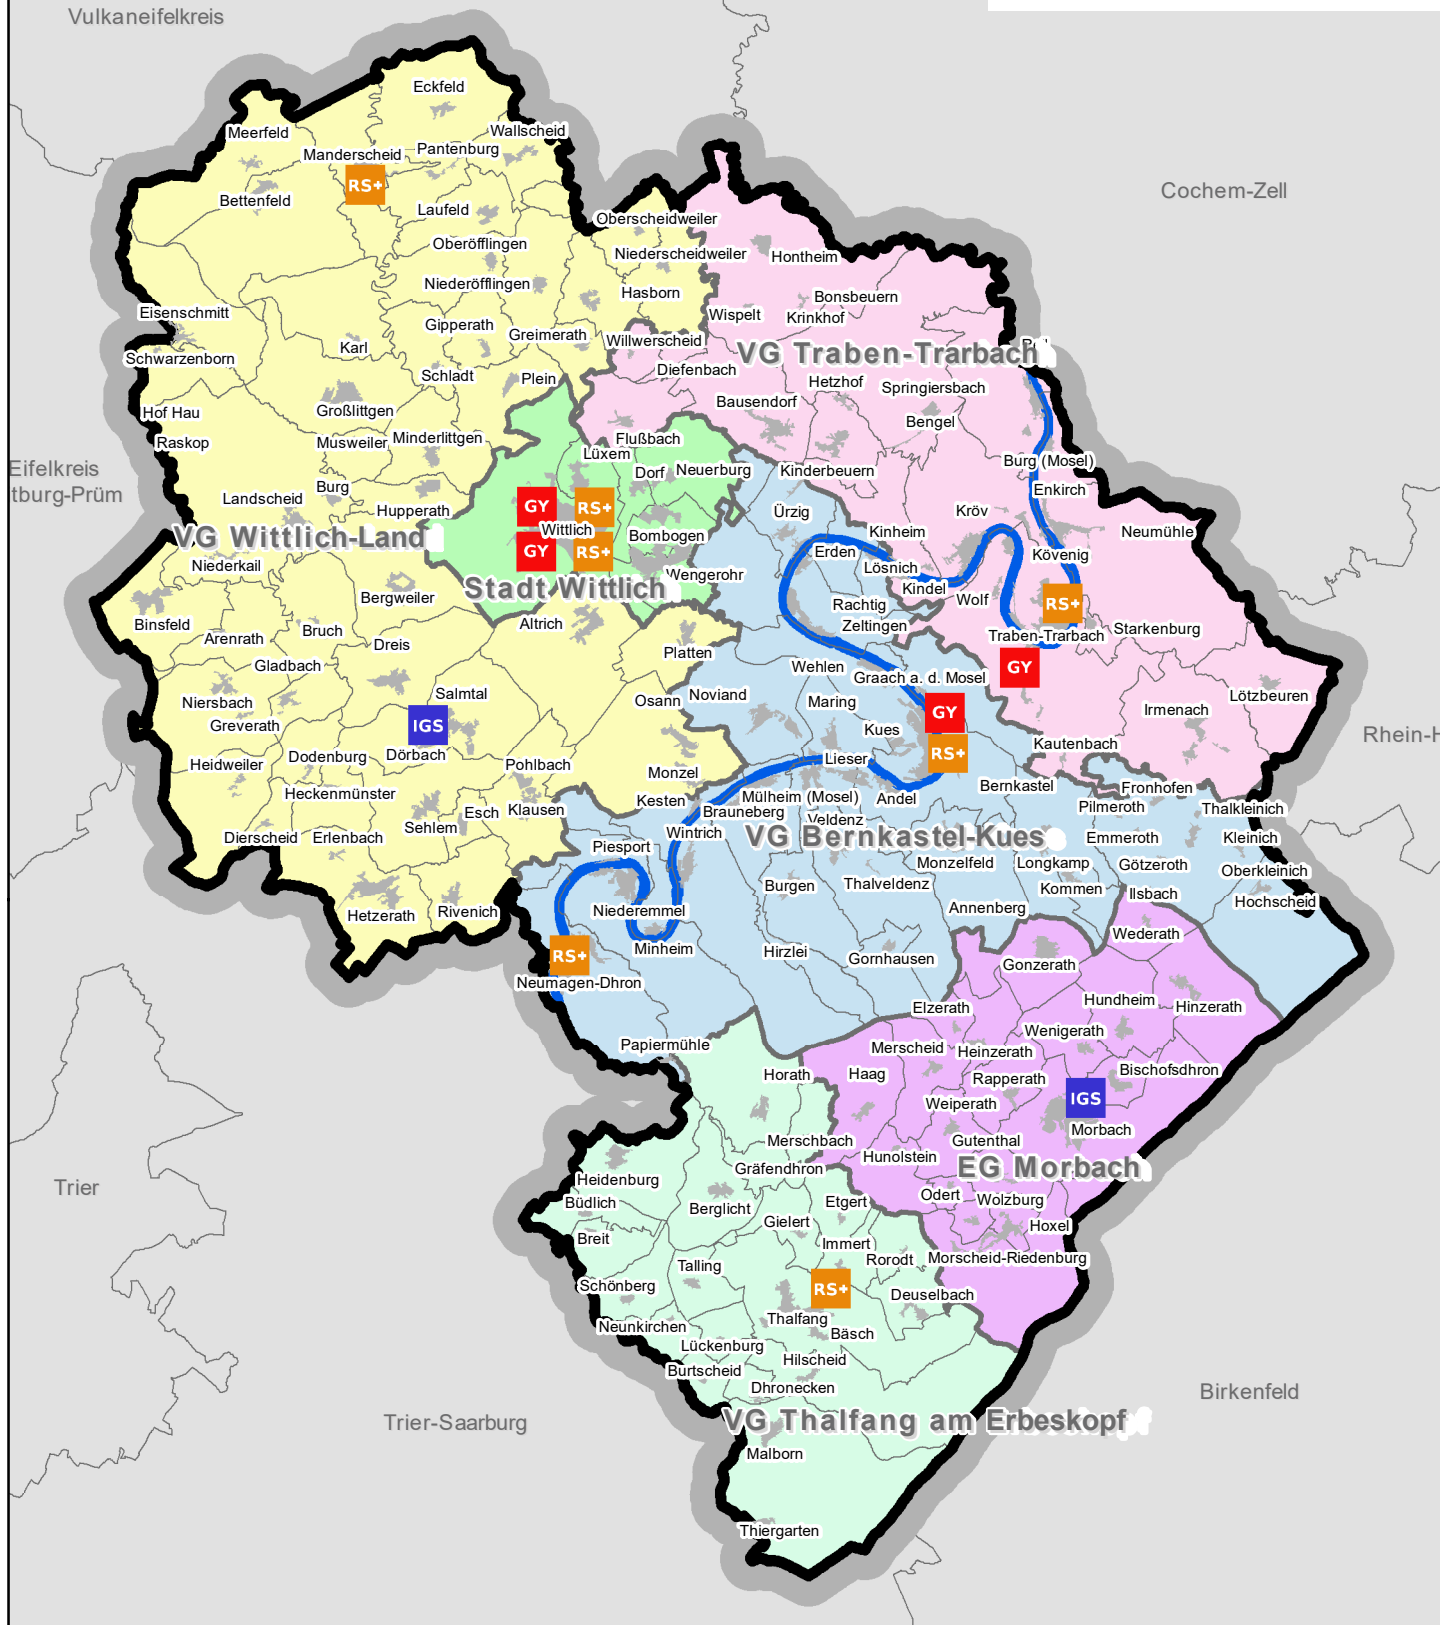 Vulkaneifelkreis
Eckfeld
Meerfeld
Wallscheid
Manderscheid
Pantenburg
RS+
Cochem-Zell
Bettenfeld
Laufeld
Oberscheidweiler
Oberöfflingen
Niederscheidweiler
Hontheim
Niederöfflingen
Hasborn
Bonsbeuern
Eisenschmitt
Wispelt
Krinkhof
Gipperath
Greimerath
Willwerscheid
Karl
VG Traben-Trarbach
Schwarzenborn
Diefenbach
Schladt
Plein
Hetzhof
Springiersbach
Bausendorf
Hof Hau
Großlittgen
Bengel
Raskop
Musweiler
Minderlittgen
Flußbach
Lüxem
Eifelkreis
tburg-Prüm
Dorf
Neuerburg
Kinderbeuern
Burg (Mosel)
Burg
Enkirch
Landscheid
GY
RS+
Hupperath
Ürzig
Kröv
VG Wittlich-Land
Wittlich
Bombogen
Kinheim
Neumühle
GY
RS+
Erden
Kövenig
Niederkail
Lösnich
Wengerohr
Stadt Wittlich
Kindel
Bergweiler
Wolf
RS+
Rachtig
Binsfeld
Altrich
Zeltingen
Arenrath
Bruch
Traben-Trarbach
Starkenburg
Dreis
Platten
Gladbach
Wehlen
GY
Graach a. d. Mosel
Salmtal
Noviand
Lötzbeuren
Niersbach
Osann
Maring
Irmenach
GY
Greverath
IGS
Kues
Rhein-H
Kautenbach
Dodenburg
Dörbach
RS+
Heidweiler
Pohlbach
Lieser
Monzel
Bernkastel
Fronhofen
Heckenmünster
Kesten
Mülheim (Mosel)
Andel
Pilmeroth
Thalkleinich
Esch
Klausen
Brauneberg
Veldenz
Sehlem
Wintrich
VG Bernkastel-Kues
Dierscheid
Erlenbach
Emmeroth
Kleinich
Piesport
Monzelfeld
Longkamp
Götzeroth
Oberkleinich
Burgen
Thalveldenz
Kommen
Ilsbach
Hochscheid
Hetzerath
Rivenich
Niederemmel
Annenberg
Wederath
Minheim
Hirzlei
Gornhausen
RS+
Gonzerath
Neumagen-Dhron
Elzerath
Hundheim
Hinzerath
Wenigerath
Papiermühle
Merscheid
Heinzerath
Horath
Haag
Rapperath
Bischofsdhron
Weiperath
IGS
Merschbach
Gutenthal
Morbach
Hunolstein
Gräfendhron
EG Morbach
Trier
Heidenburg
Odert
Wolzburg
Büdlich
Berglicht
Etgert
Gielert
Hoxel
Breit
Immert
Rorodt
Morscheid-Riedenburg
Talling
Schönberg
RS+
Deuselbach
Neunkirchen
Thalfang
Bäsch
Lückenburg
Hilscheid
Burtscheid
Dhronecken
Birkenfeld
Trier-Saarburg
VG Thalfang am Erbeskopf
Malborn
Thiergarten